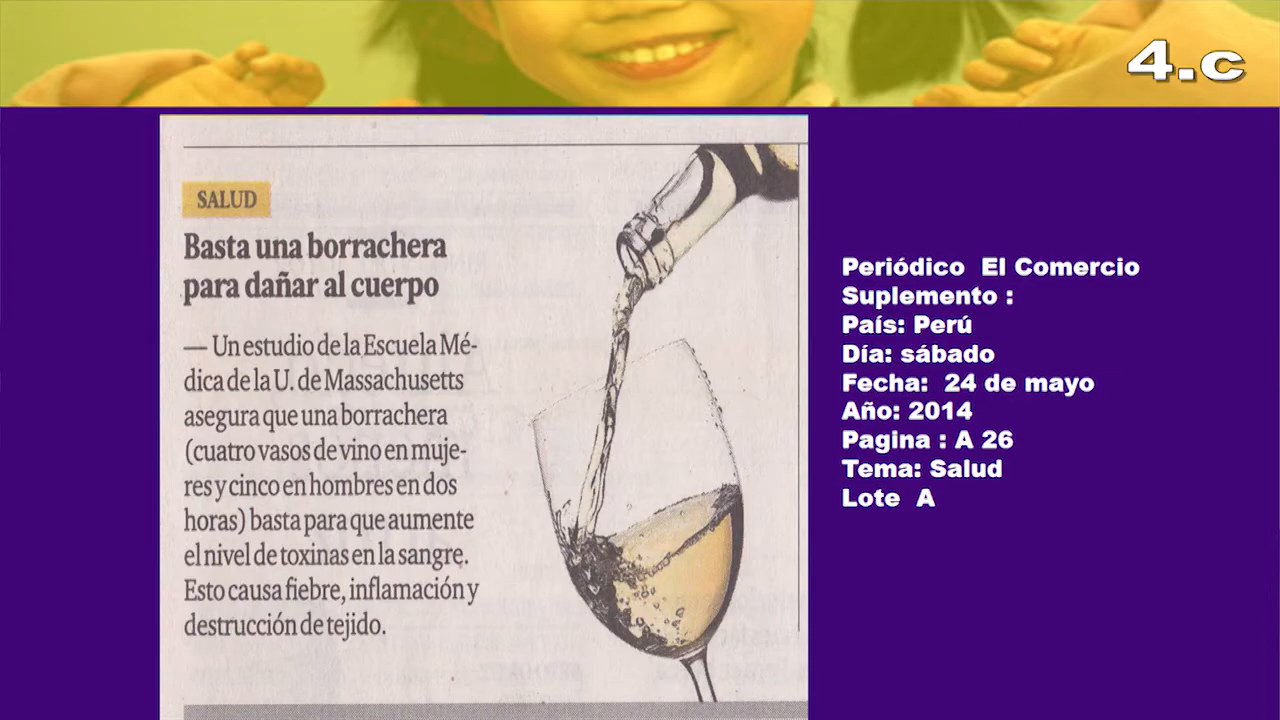 4.c
SALUD
Basta una borrachera
para dañar al cuerpo
— Un estudio de la Escuela Mé-
dica de la U. de Massachusetts
asegura que una borrachera
(cuatro vasos de vino en muje-
res y cinco en hombres en dos
horas) basta para que aumente
el nivel de toxinas en la sangre.
Esto causa fiebre, inflamación y
destrucción de tejido.
Periódico El Comercio
Suplemento :
País: Perú
Día: sábado
Fecha: 24 de mayo
Año: 2014
Pagina : A 26
Tema: Salud
Lote A